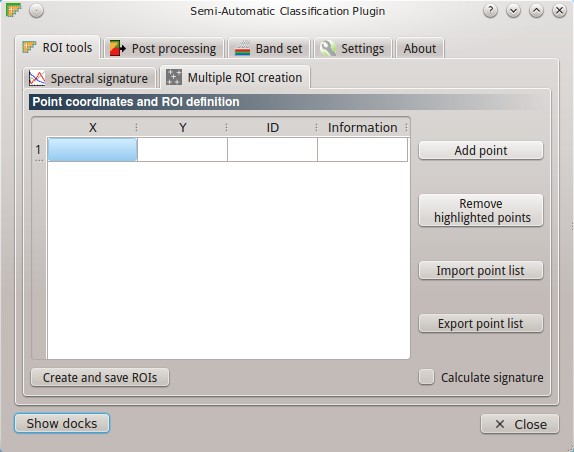 Semi-Automatic Classification Plugin
ROI tools
Post processing
Band set
Settings
About
Spectral signature
Multiple ROI creation
Point coordinates and ROI definition
X
Y
ID
Information
1
Add point
Remove
highlighted points
Import point list
Export point list
Create and save ROIs
Calculate signature
Show docks
Close